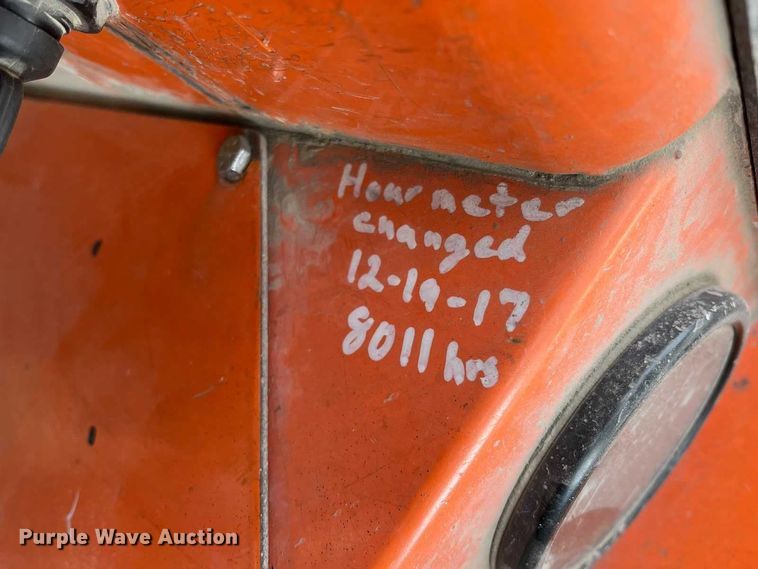 Hour meter
changed
12-19-17
8011 hrs
Purple Wave Auction